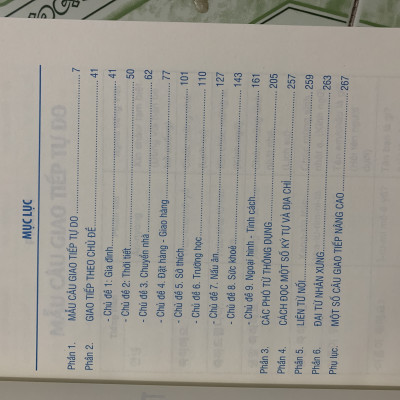 MỤC LỤC
Phần 1. MẪU CÂU GIAO TIẾP TỰ DO 7
Phần 2. GIAO TIẾP THEO CHỦ ĐỀ 41
- Chủ đề 1: Gia đình 41
- Chủ đề 2: Thời tiết 50
- Chủ đề 3. Chuyển nhà 62
- Chủ đề 4. Đặt hàng - Giao hàng 77
- Chủ đề 5. Sở thích 101
- Chủ đề 6. Trường học 110
- Chủ đề 7. Nấu ăn 127
- Chủ đề 8. Sức khoẻ 143
- Chủ đề 9. Ngoại hình - Tính cách 161
Phần 3. CÁC PHÓ TỪ THÔNG DỤNG 205
Phần 4. CÁCH ĐỌC MỘT SỐ KÝ TỰ VÀ ĐỊA CHỈ 257
Phần 5. LIÊN TỪ NỐI 259
Phần 6. ĐẠI TỪ NHÂN XƯNG 263
Phụ lục. MỘT SỐ CÂU GIAO TIẾP NÂNG CAO 267